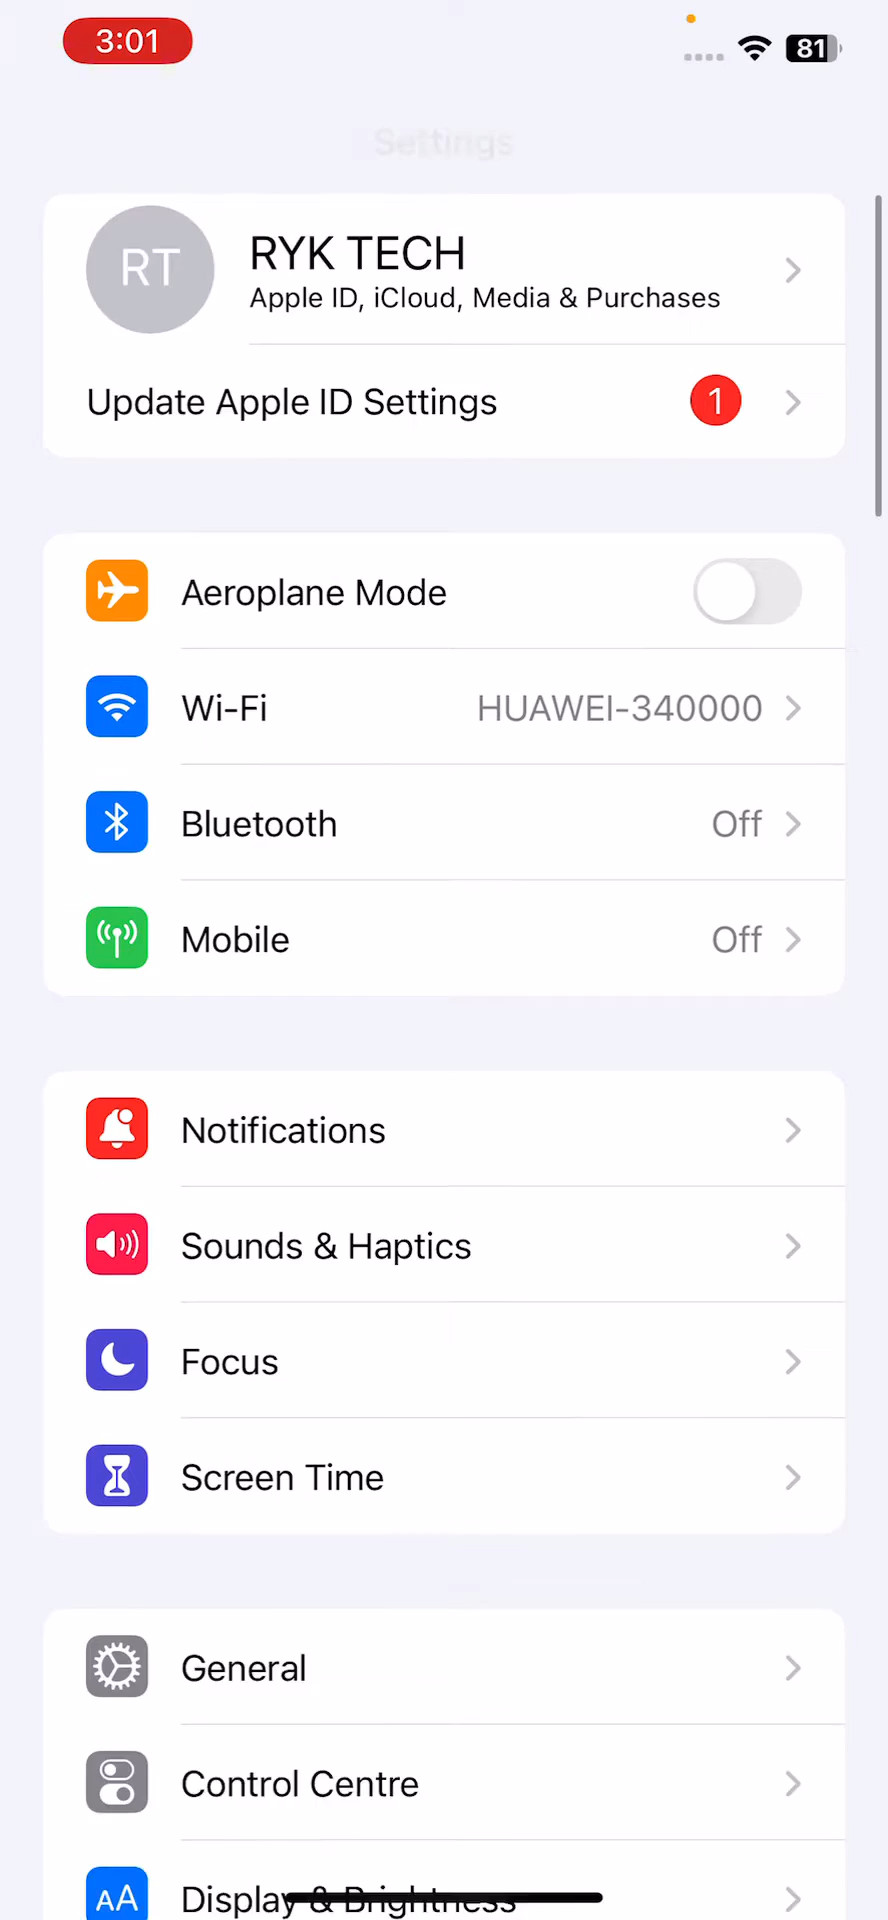 3:01
81
Settings
RT
RYK TECH
Apple ID, iCloud, Media & Purchases
Update Apple ID Settings
1
Aeroplane Mode
Wi-Fi
HUAWEI-340000
Bluetooth
Off
Mobile
Off
Notifications
Sounds & Haptics
Focus
Screen Time
General
Control Centre
AA
Display & Brightness